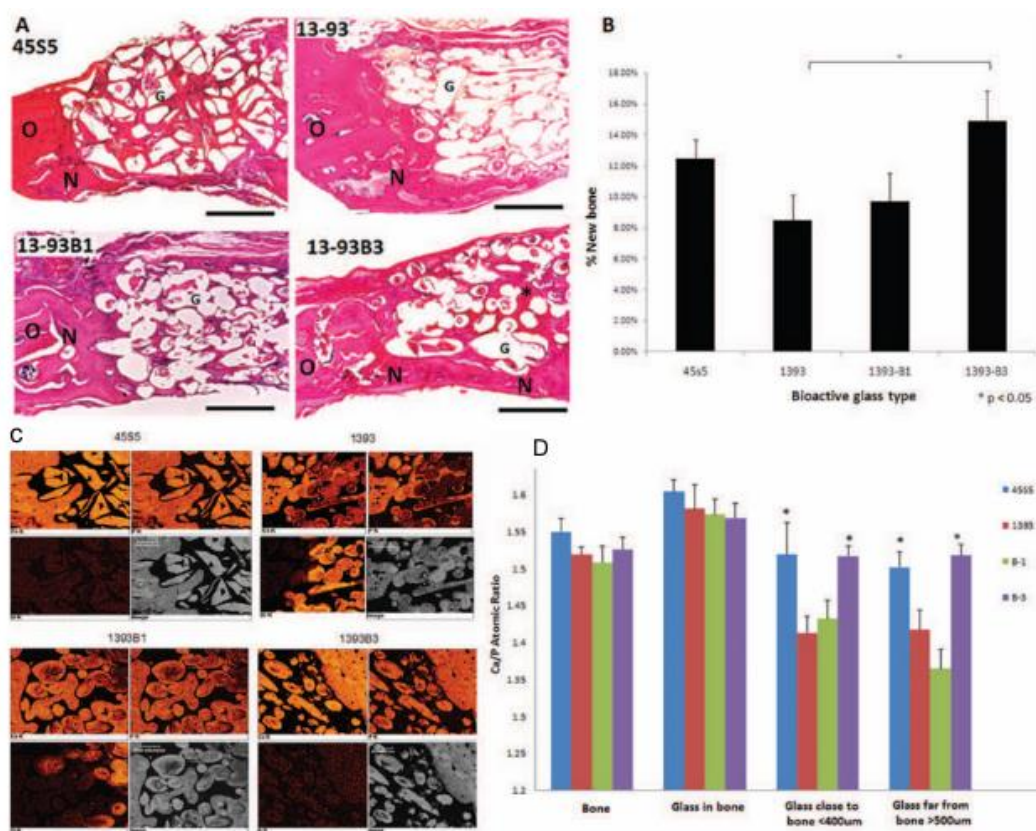 A
45S5
G
O
N
13-93
G
O
N
13-93B1
G
O
N
13-93B3
*
G
O
N
N
B
% New bone
18.00%
16.00%
14.00%
12.00%
10.00%
8.00%
6.00%
4.00%
2.00%
0.00%
*
45s5
1393
1393-B1
1393-B3
Bioactive glass type
* p < 0.05
C
45S5
1393
1393B1
1393B3
D
Ca/P Atomic Ratio
1.6
1.55
1.5
1.45
1.4
1.35
1.3
1.25
1.2
* * * *
Bone
Glass in bone
Glass close to
bone <400um
Glass far from
bone >500um
45S5
1393
B-1
B-3